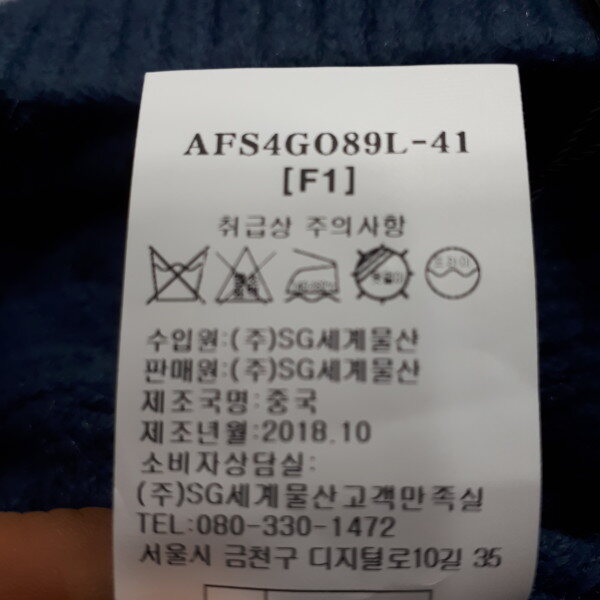 AFS4GO89L-41
[F1]
취급상 주의사항
드라이
수입원:(주)SG세계물산
판매원:(주)SG세계물산
제조국명:중국
제조년월:2018.10
소비자상담실:
(주)SG세계물산고객만족실
TEL:080-330-1472
서울시 금천구 디지털로10길 35